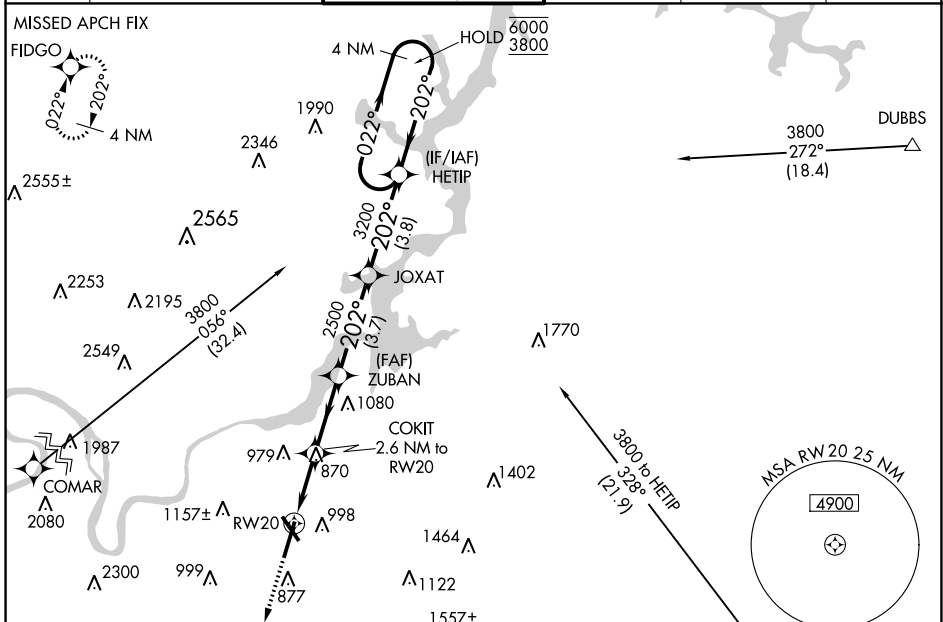 MISSED APCH FIX
FIDGO
022°
202°
4 NM
4 NM
HOLD
6000
3800
022°
202°
(IF/IAF)
HETIP
DUBBS
3800
272°
(18.4)
1990
2346
2555±
2565
2253
2195
2549
3800
056°
(32.4)
3200
202°
(3.8)
JOXAT
2500
202°
(3.7)
(FAF)
ZUBAN
1770
1080
COKIT
2.6 NM to
RW20
979
870
1987
COMAR
2080
1157±
RW20
998
1402
1464
3800 to HETIP
328°
(21.9)
MSA RW20 25 NM
4900
2300
999
877
1122
1557±